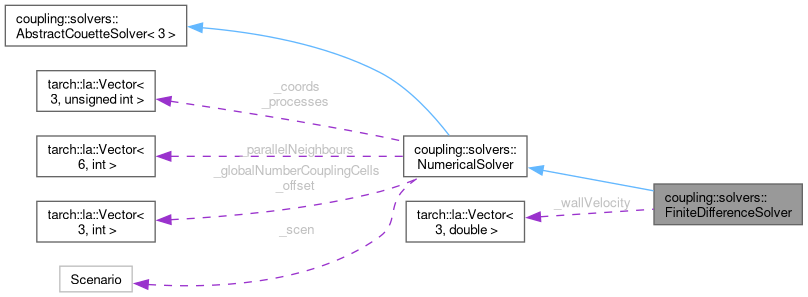 coupling::solvers::
AbstractCouetteSolver< 3 >
tarch::la::Vector<
3, unsigned int >
_coords
_processes
tarch::la::Vector<
6, int >
_parallelNeighbours
coupling::solvers::
NumericalSolver
_globalNumberCouplingCells
_offset
tarch::la::Vector<
3, int >
_scen
Scenario
tarch::la::Vector<
3, double >
_wallVelocity
coupling::solvers::
FiniteDifferenceSolver